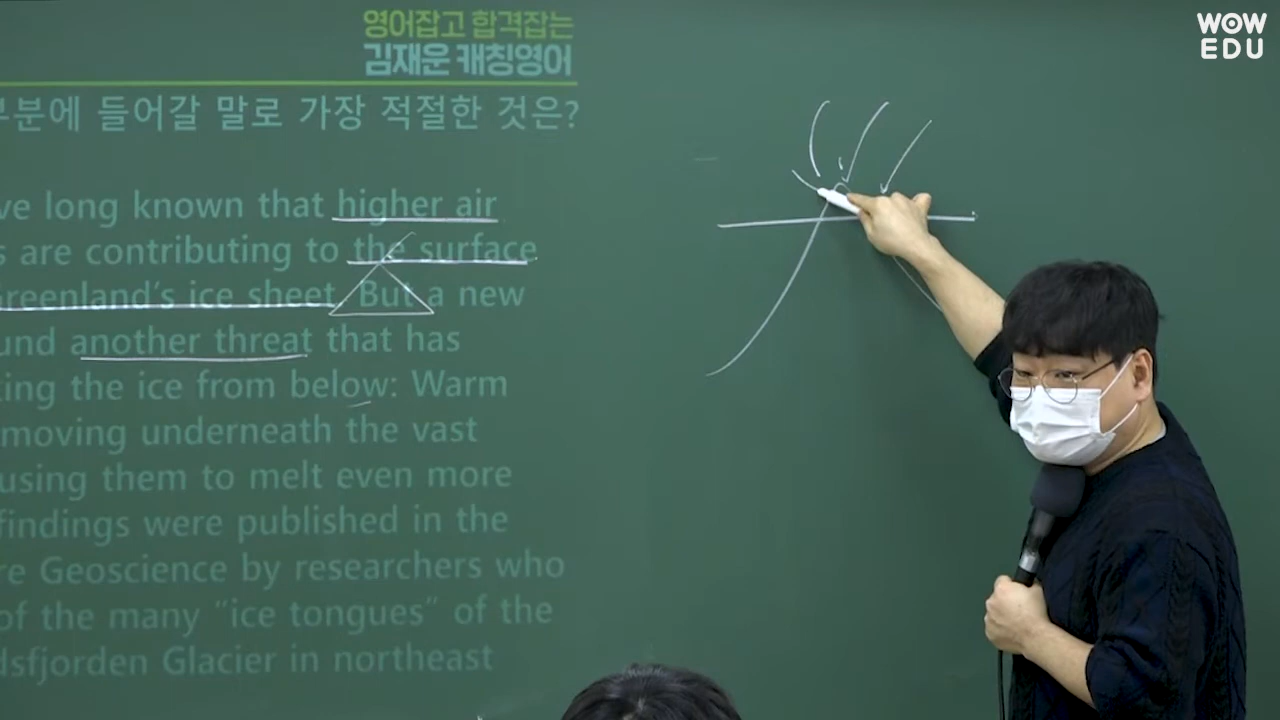 영어잡고 합격잡는
김재운 캐칭영어
WOW
EDU
부분에 들어갈 말로 가장 적절한 것은?
ve long known that higher air
s are contributing to the surface
Greenland's ice sheet. But a new
und another threat that has
ting the ice from below: Warm
moving underneath the vast
using them to melt even more
findings were published in the
re Geoscience by researchers who
of the many "ice tongues" of the
dsfjorden Glacier in northeast